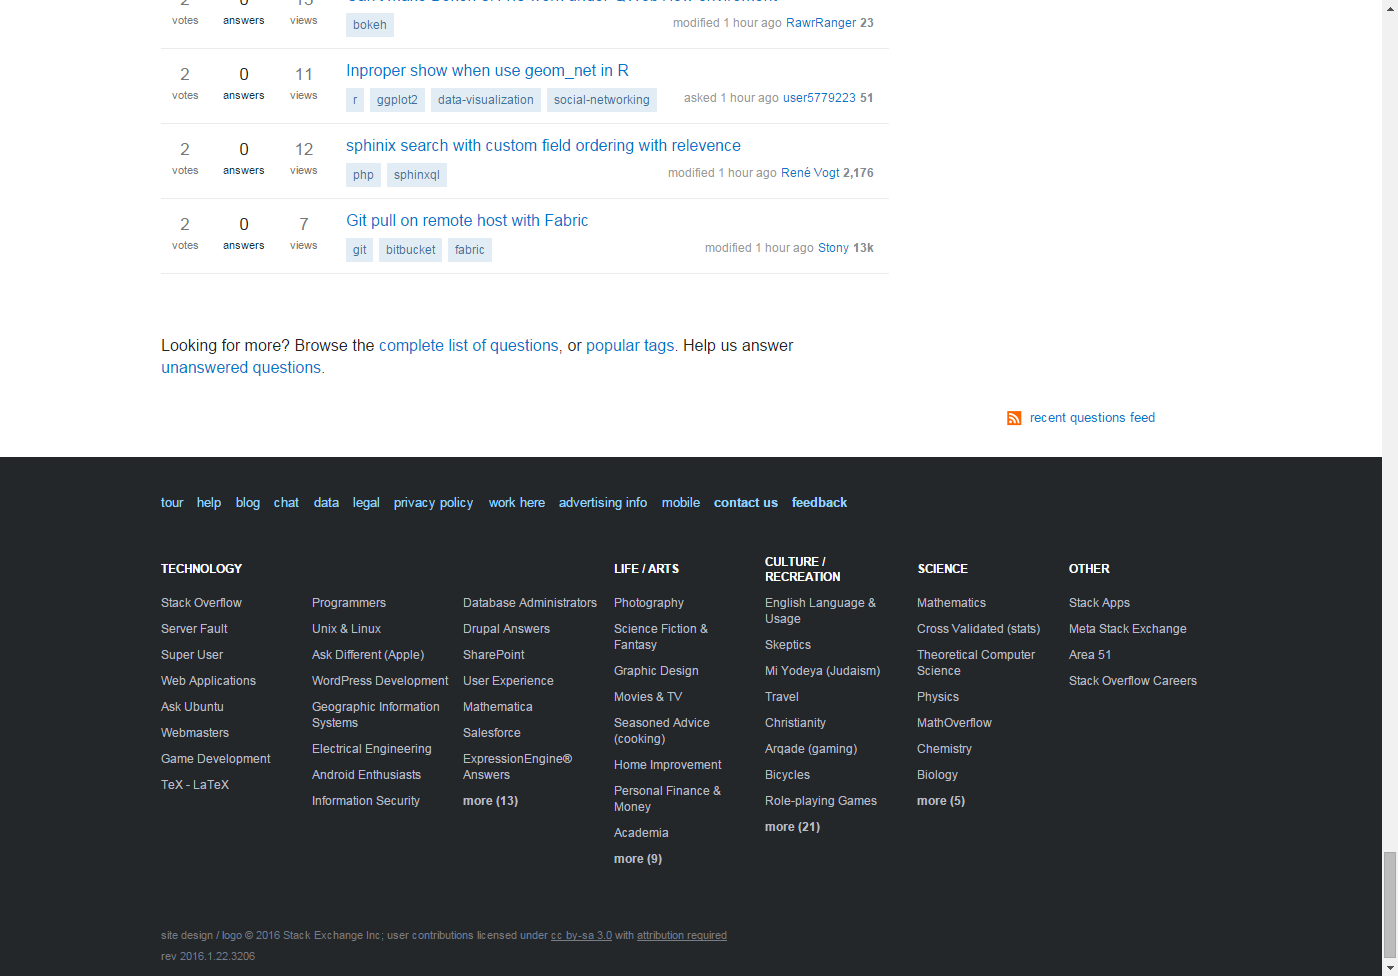 votes answers views
bokeh
modified 1 hour ago RawrRanger 23
2 0 11 Inproper show when use geom_net in R
votes answers views
r ggplot2 data-visualization social-networking
asked 1 hour ago user5779223 51
2 0 12 sphinix search with custom field ordering with relevence
votes answers views
php sphinxql
modified 1 hour ago René Vogt 2,176
2 0 7 Git pull on remote host with Fabric
votes answers views
git bitbucket fabric
modified 1 hour ago Stony 13k
Looking for more? Browse the complete list of questions, or popular tags. Help us answer
unanswered questions.
recent questions feed
tour help blog chat data legal privacy policy work here advertising info mobile contact us feedback
TECHNOLOGY
Stack Overflow
Server Fault
Super User
Web Applications
Ask Ubuntu
Webmasters
Game Development
TeX - LaTeX
Programmers
Unix & Linux
Ask Different (Apple)
WordPress Development
Geographic Information
Systems
Electrical Engineering
Android Enthusiasts
Information Security
Database Administrators
Drupal Answers
SharePoint
User Experience
Mathematica
Salesforce
ExpressionEngine®
Answers
more (13)
LIFE / ARTS
Photography
Science Fiction &
Fantasy
Graphic Design
Movies & TV
Seasoned Advice
(cooking)
Home Improvement
Personal Finance &
Money
Academia
more (9)
CULTURE /
RECREATION
English Language &
Usage
Skeptics
Mi Yodeya (Judaism)
Travel
Christianity
Arqade (gaming)
Bicycles
Role-playing Games
more (21)
SCIENCE
Mathematics
Cross Validated (stats)
Theoretical Computer
Science
Physics
MathOverflow
Chemistry
Biology
more (5)
OTHER
Stack Apps
Meta Stack Exchange
Area 51
Stack Overflow Careers
site design / logo © 2016 Stack Exchange Inc; user contributions licensed under cc by-sa 3.0 with attribution required
rev 2016.1.22.3206